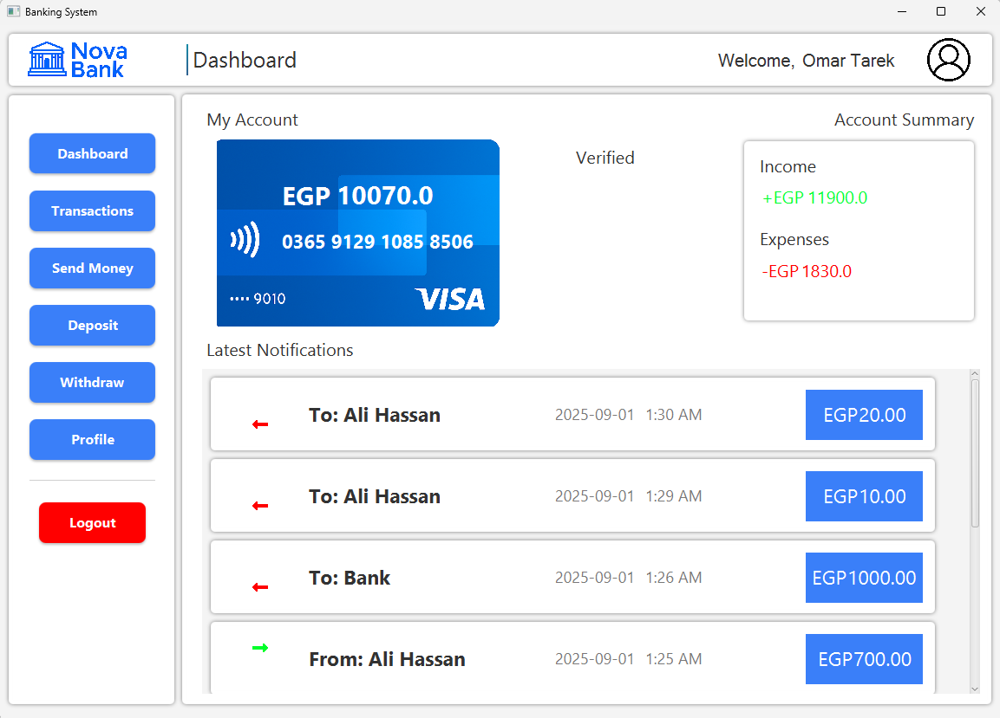 Banking System
Nova
Bank
Dashboard
Welcome, Omar Tarek
Dashboard
Transactions
Send Money
Deposit
Withdraw
Profile
Logout
My Account
EGP 10070.0
0365 9129 1085 8506
•••• 9010
VISA
Verified
Account Summary
Income
+EGP 11900.0
Expenses
-EGP 1830.0
Latest Notifications
To: Ali Hassan 2025-09-01 1:30 AM EGP20.00
To: Ali Hassan 2025-09-01 1:29 AM EGP10.00
To: Bank 2025-09-01 1:26 AM EGP1000.00
From: Ali Hassan 2025-09-01 1:25 AM EGP700.00